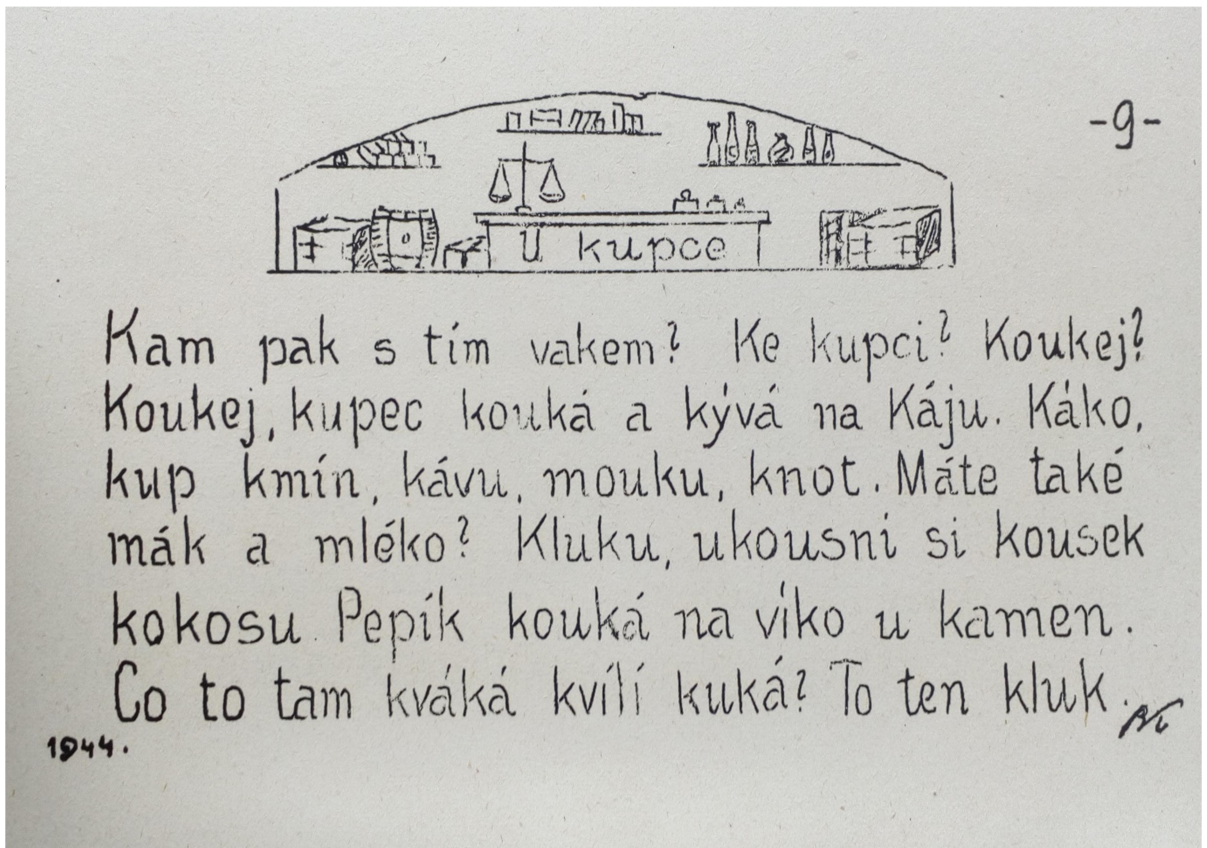 -9-
U kupce
Kam pak s tím vakem? Ke kupci? Koukej?
Koukej, kupec kouká a kývá na Káju. Káko,
kup kmín, kávu, mouku, knot. Máte také
mák a mléko? Kluku, ukousni si kousek
kokosu. Pepík kouká na víko u kamen.
Co to tam kváká kvílí kuká? To ten kluk.
1944.